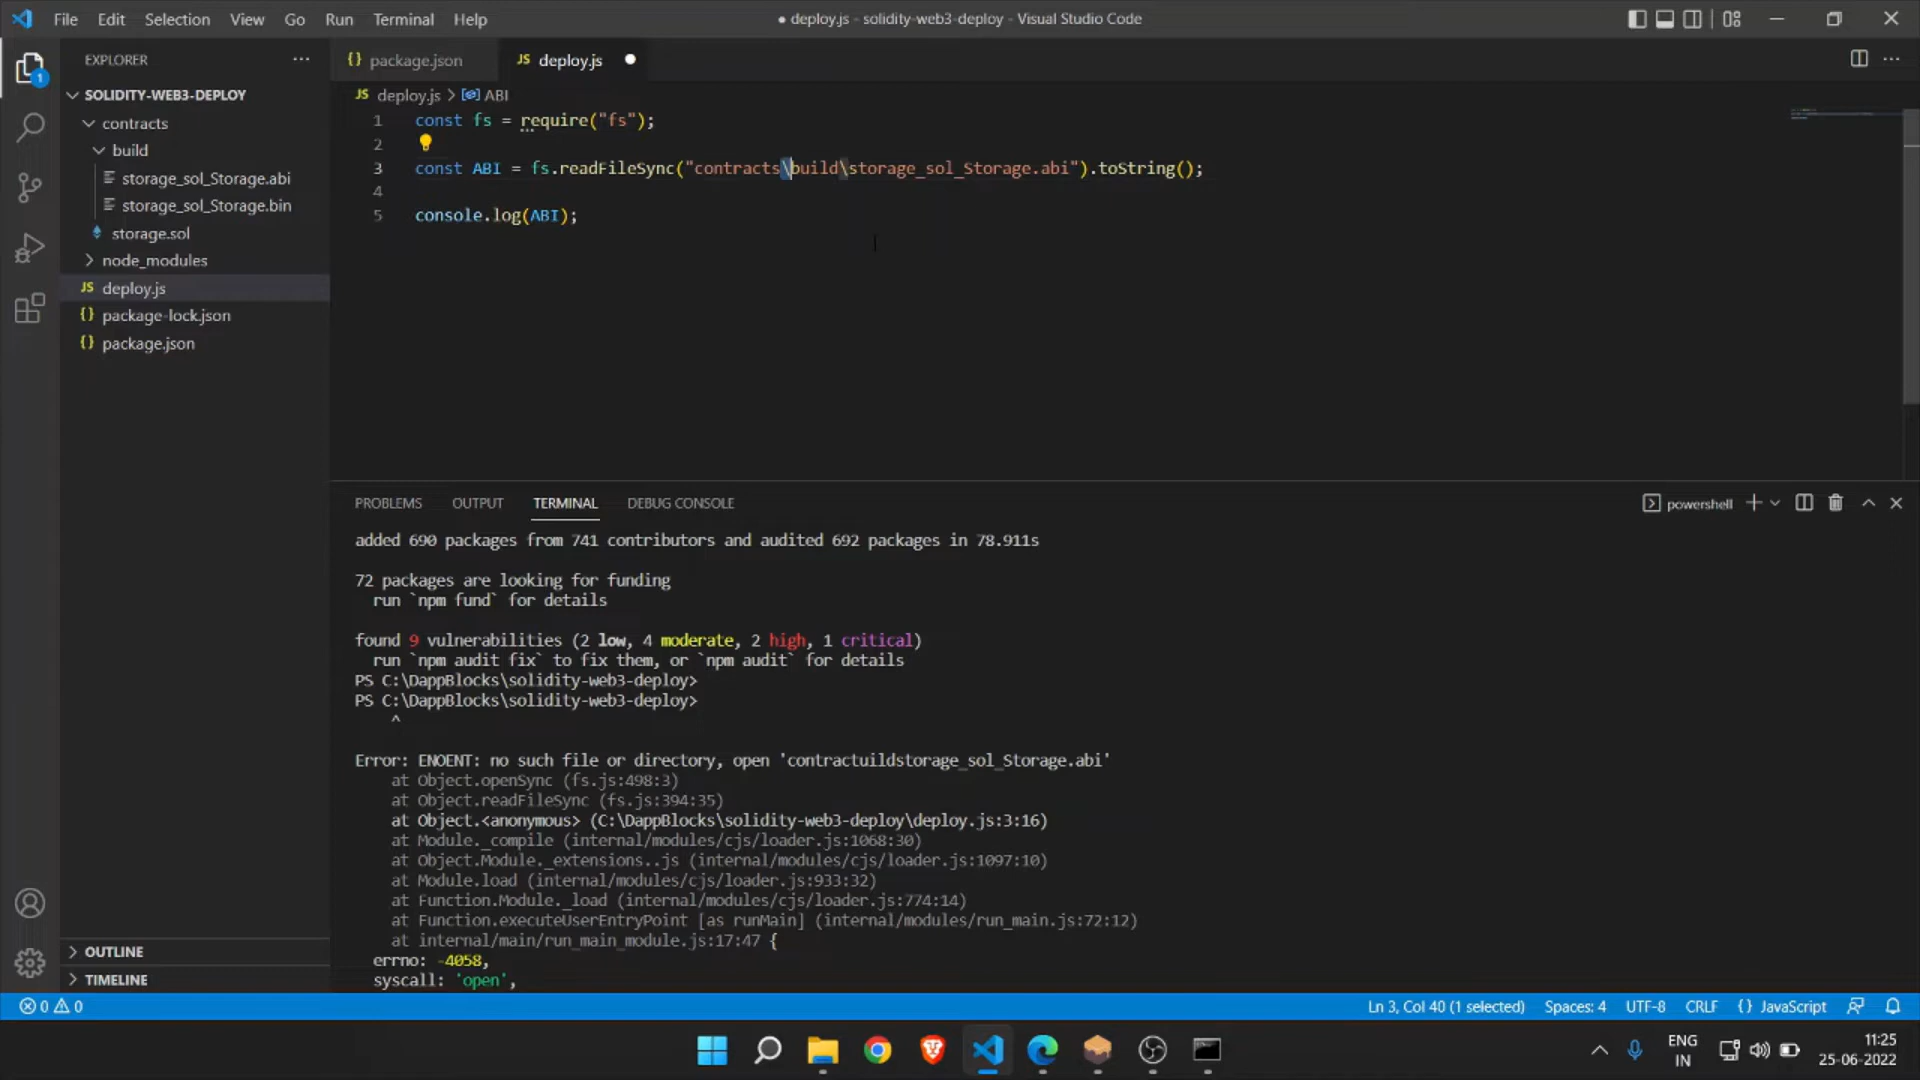 File Edit Selection View Go Run Terminal Help
● deploy.js - solidity-web3-deploy - Visual Studio Code
EXPLORER
{} package.json
JS deploy.js
1
SOLIDITY-WEB3-DEPLOY
JS deploy.js > ABI
contracts
build
storage_sol_Storage.abi
storage_sol_Storage.bin
storage.sol
node_modules
JS deploy.js
{} package-lock.json
{} package.json
1 const fs = require("fs");
2
3 const ABI = fs.readFileSync("contracts\build\storage_sol_Storage.abi").toString();
4
5 console.log(ABI);
PROBLEMS OUTPUT TERMINAL DEBUG CONSOLE
powershell
added 690 packages from 741 contributors and audited 692 packages in 78.911s
72 packages are looking for funding
run `npm fund` for details
found 9 vulnerabilities (2 low, 4 moderate, 2 high, 1 critical)
run `npm audit fix` to fix them, or `npm audit` for details
PS C:\DappBlocks\solidity-web3-deploy>
PS C:\DappBlocks\solidity-web3-deploy>
^
Error: ENOENT: no such file or directory, open 'contractuildstorage_sol_Storage.abi'
at Object.openSync (fs.js:498:3)
at Object.readFileSync (fs.js:394:35)
at Object.<anonymous> (C:\DappBlocks\solidity-web3-deploy\deploy.js:3:16)
at Module._compile (internal/modules/cjs/loader.js:1068:30)
at Object.Module._extensions..js (internal/modules/cjs/loader.js:1097:10)
at Module.load (internal/modules/cjs/loader.js:933:32)
at Function.Module._load (internal/modules/cjs/loader.js:774:14)
at Function.executeUserEntryPoint [as runMain] (internal/modules/run_main.js:72:12)
at internal/main/run_main_module.js:17:47 {
errno: -4058,
syscall: 'open',
OUTLINE
TIMELINE
0 0
Ln 3, Col 40 (1 selected) Spaces: 4 UTF-8 CRLF {} JavaScript
ENG
IN
11:25
25-06-2022